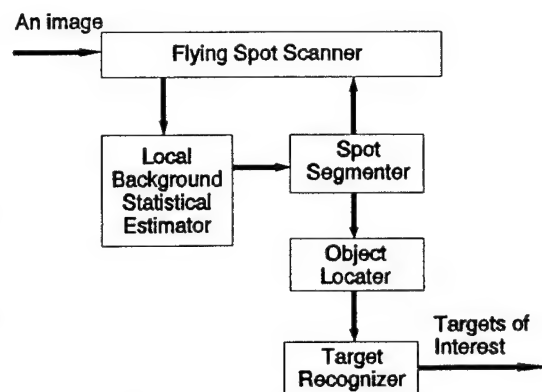 An image
Flying Spot Scanner
Local
Background
Statistical
Estimator
Spot
Segmenter
Object
Locater
Target
Recognizer
Targets of
Interest